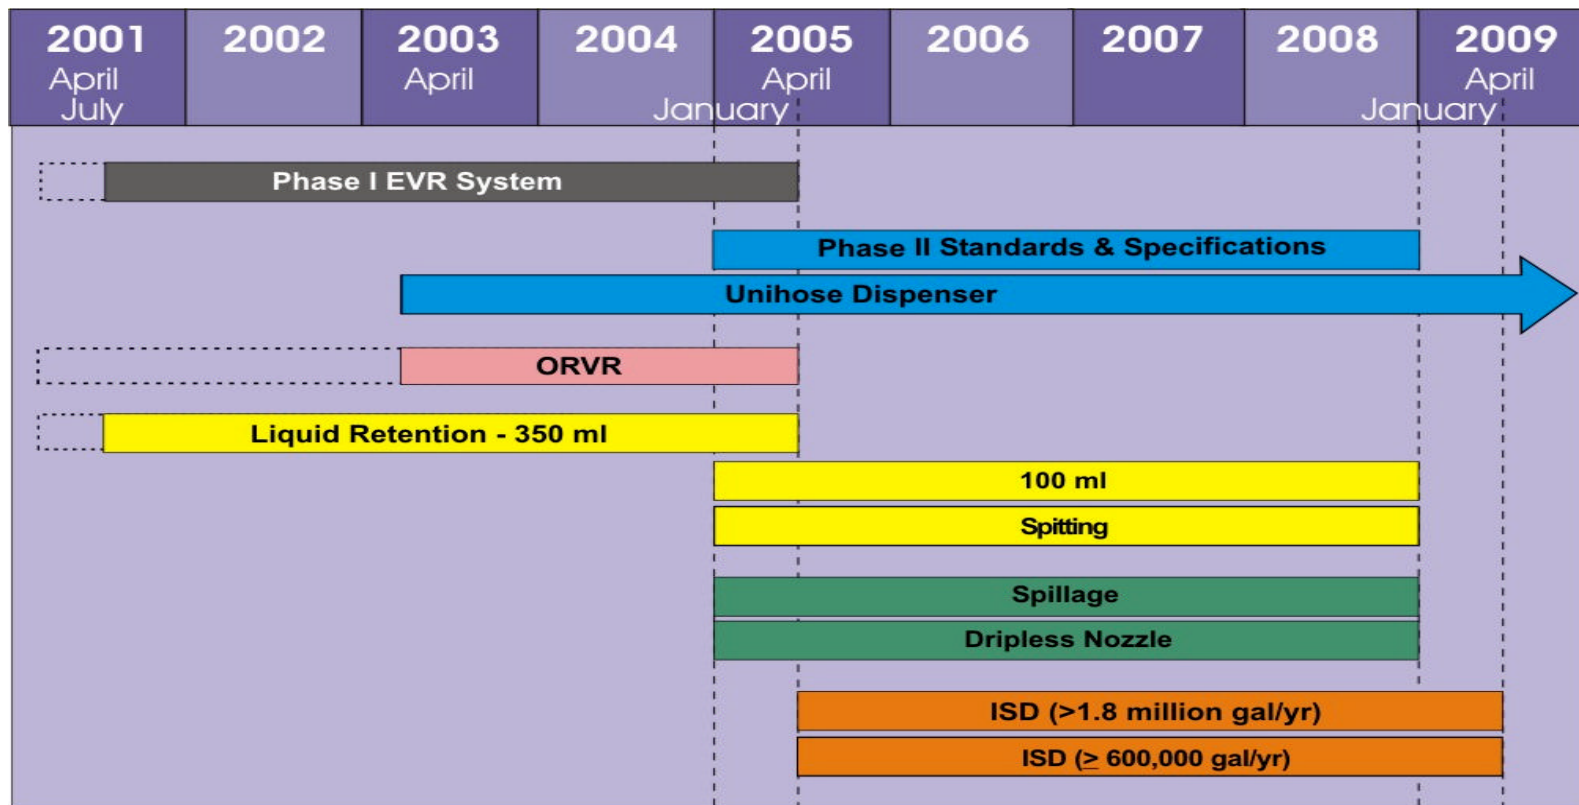 2001 2002 2003 2004 2005 2006 2007 2008 2009
April April April April
July January January
Phase I EVR System
Phase II Standards & Specifications
Unihose Dispenser
ORVR
Liquid Retention - 350 ml
100 ml
Spitting
Spillage
Dripless Nozzle
ISD (>1.8 million gal/yr)
ISD (≥ 600,000 gal/yr)